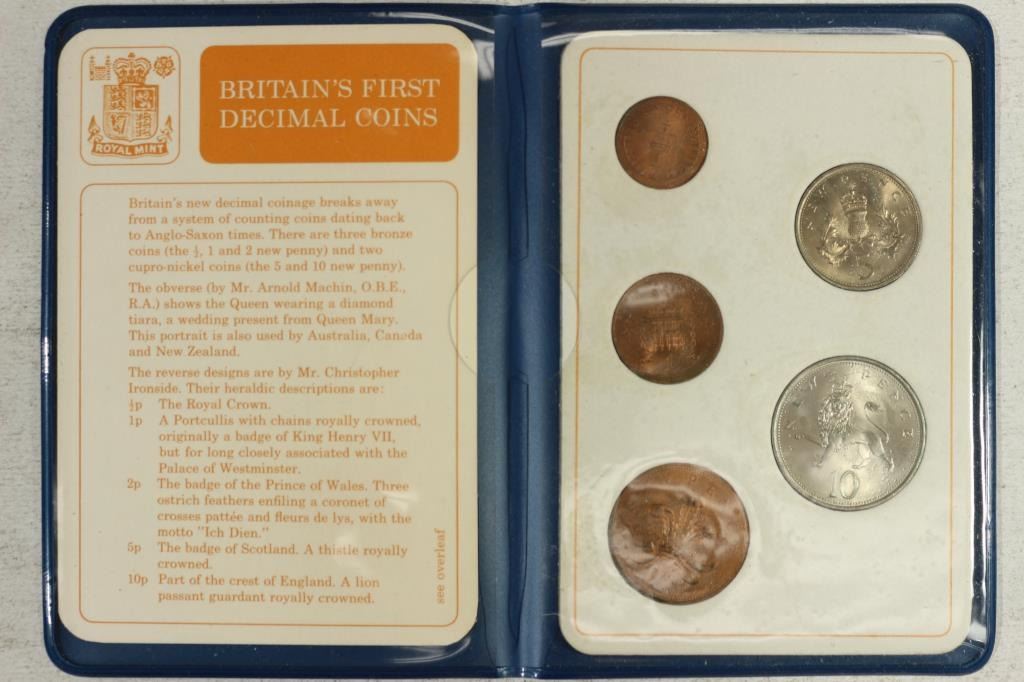 ROYAL MINT
BRITAIN'S FIRST
DECIMAL COINS
Britain's new decimal coinage breaks away
from a system of counting coins dating back
to Anglo-Saxon times. There are three bronze
coins (the ½, 1 and 2 new penny) and two
cupro-nickel coins (the 5 and 10 new penny).
The obverse (by Mr. Arnold Machin, O.B.E.,
R.A.) shows the Queen wearing a diamond
tiara, a wedding present from Queen Mary.
This portrait is also used by Australia, Canada
and New Zealand.
The reverse designs are by Mr. Christopher
Ironside. Their heraldic descriptions are:
½p The Royal Crown.
1p A Portcullis with chains royally crowned,
originally a badge of King Henry VII,
but for long closely associated with the
Palace of Westminster.
2p The badge of the Prince of Wales. Three
ostrich feathers enfiling a coronet of
crosses pattée and fleurs de lys, with the
motto "Ich Dien."
5p The badge of Scotland. A thistle royally
crowned.
10p Part of the crest of England. A lion
passant guardant royally crowned.
see overleaf
NEW PENCE
5
NEW PENCE
10